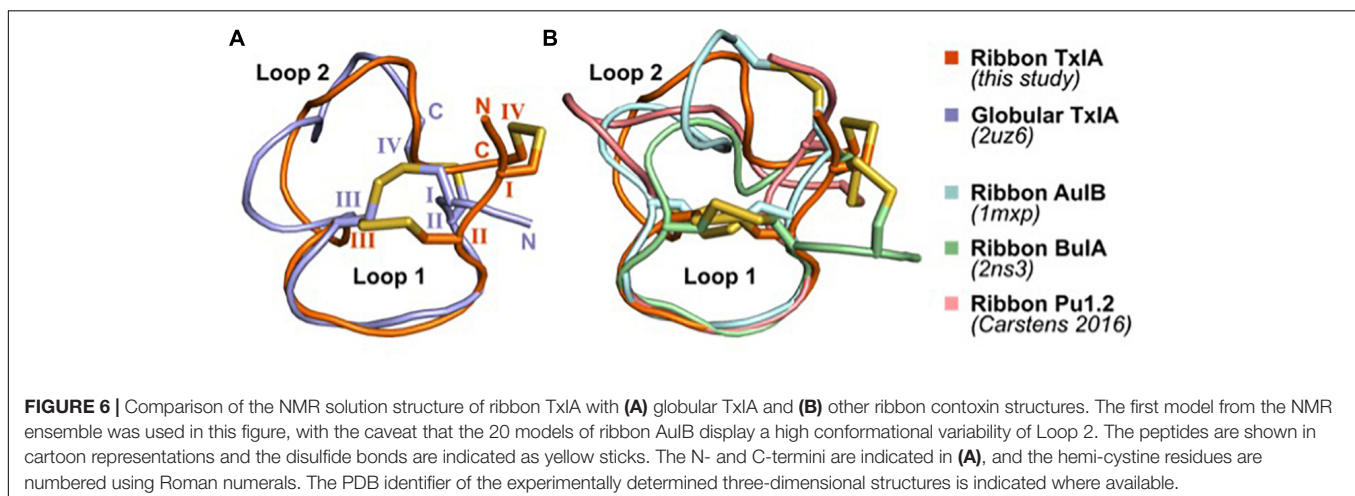 A
B
Loop 2
C
N
IV
IV
C
III
I
I
II
III
II
N
Loop 1
Loop 2
Loop 1
Ribbon TxIA
(this study)
Globular TxIA
(2uz6)
Ribbon AuIB
(1mxp)
Ribbon BuIA
(2ns3)
Ribbon Pu1.2
(Carstens 2016)
FIGURE 6 | Comparison of the NMR solution structure of ribbon TxIA with (A) globular TxIA and (B) other ribbon contoxin structures. The first model from the NMR
ensemble was used in this figure, with the caveat that the 20 models of ribbon AuIB display a high conformational variability of Loop 2. The peptides are shown in
cartoon representations and the disulfide bonds are indicated as yellow sticks. The N- and C-termini are indicated in (A), and the hemi-cystine residues are
numbered using Roman numerals. The PDB identifier of the experimentally determined three-dimensional structures is indicated where available.